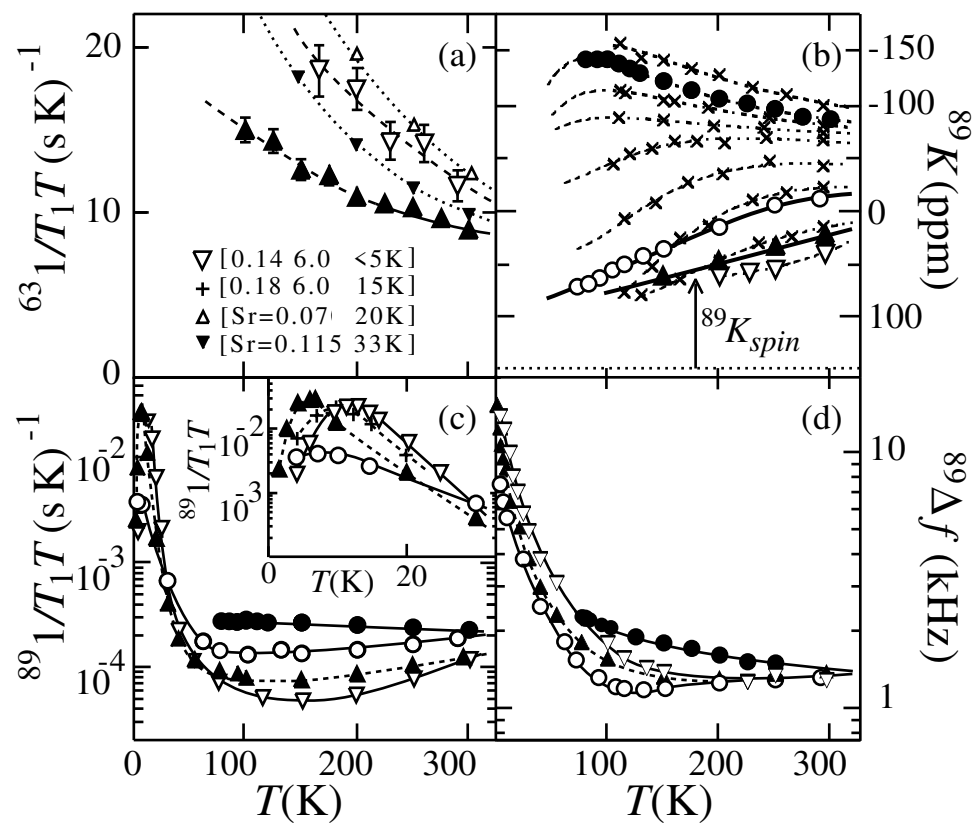 (a)
20
10
0
63 1/T1T (s K)-1
[0.14 6.0 <5K]
[0.18 6.0 15K]
[Sr=0.07( 20K]
[Sr=0.115 33K]
(b)
-150
-100
0
100
89K (ppm)
89Kspin
(c)
10-2
10-3
10-4
89 1/T1T (s K)-1
10-2
10-3
89 1/T1T
0
20
T(K)
0
100
200
300
T(K)
(d)
10
1
89Δf (kHz)
100
200
300
T(K)